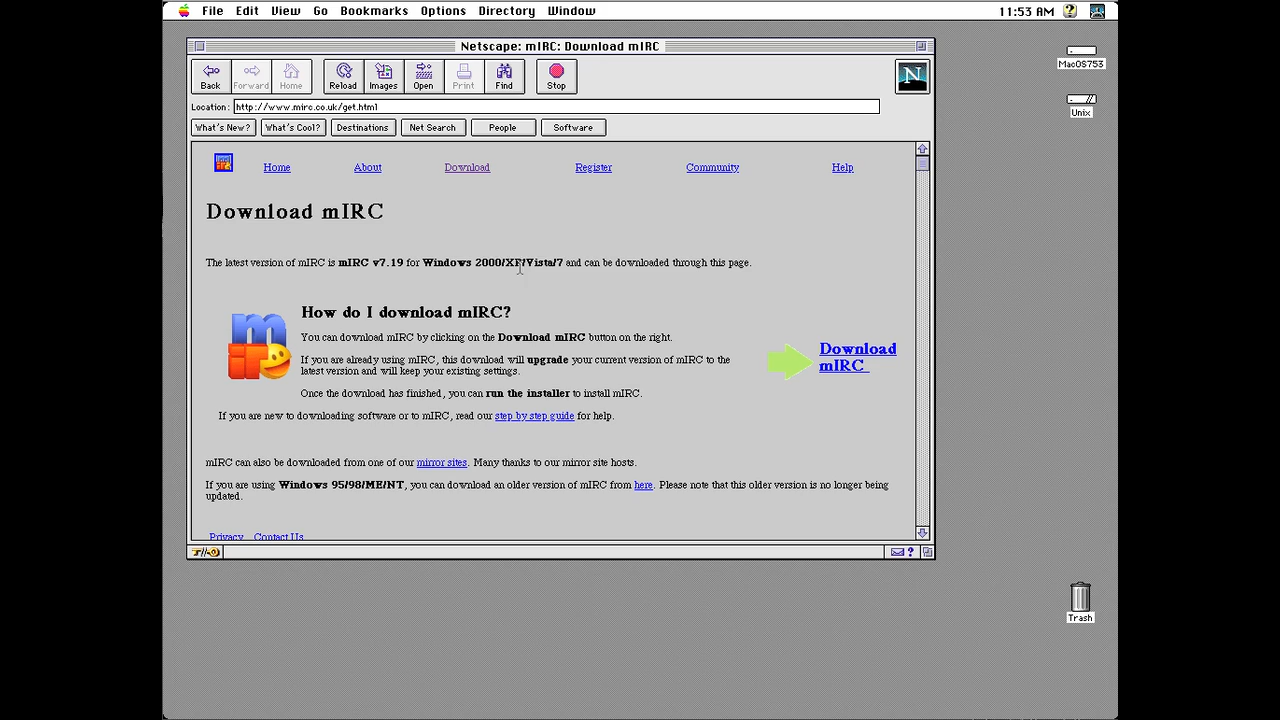 File Edit View Go Bookmarks Options Directory Window 11:53 AM
Netscape: mIRC: Download mIRC
Back Forward Home Reload Images Open Print Find Stop
N
Location: http://www.mirc.co.uk/get.html
What's New? What's Cool? Destinations Net Search People Software
Home About Download Register Community Help
Download mIRC
The latest version of mIRC is mIRC v7.19 for Windows 2000/XP/Vista/7 and can be downloaded through this page.
How do I download mIRC?
You can download mIRC by clicking on the Download mIRC button on the right.
If you are already using mIRC, this download will upgrade your current version of mIRC to the
latest version and will keep your existing settings.
Once the download has finished, you can run the installer to install mIRC.
Download
mIRC
If you are new to downloading software or to mIRC, read our step by step guide for help.
mIRC can also be downloaded from one of our mirror sites. Many thanks to our mirror site hosts.
If you are using Windows 95/98/ME/NT, you can download an older version of mIRC from here. Please note that this older version is no longer being
updated.
Privacy Contact Us
MacOS753
Unix
Trash